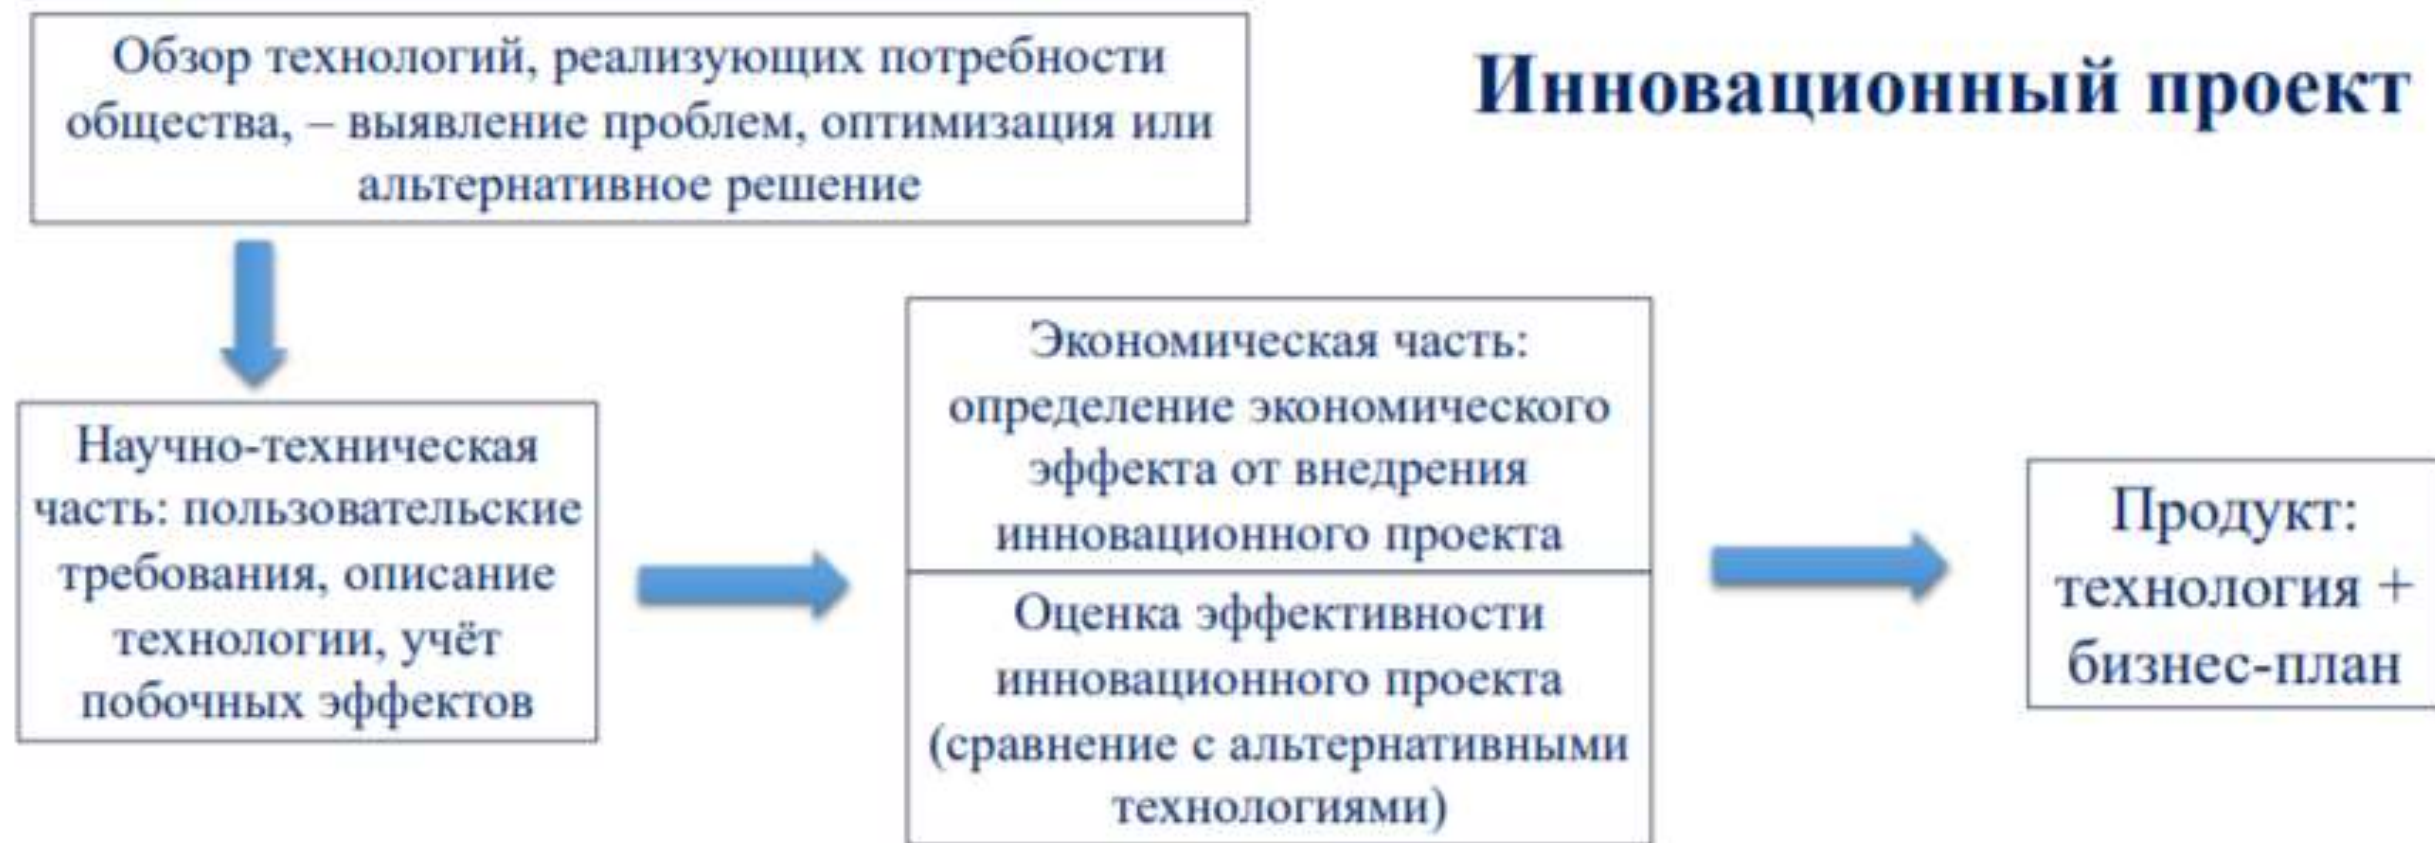 Обзор технологий, реализующих потребности
общества, – выявление проблем, оптимизация или
альтернативное решение
Инновационный проект
Научно-техническая
часть: пользовательские
требования, описание
технологии, учёт
побочных эффектов
Экономическая часть:
определение экономического
эффекта от внедрения
инновационного проекта
Оценка эффективности
инновационного проекта
(сравнение с альтернативными
технологиями)
Продукт:
технология +
бизнес-план